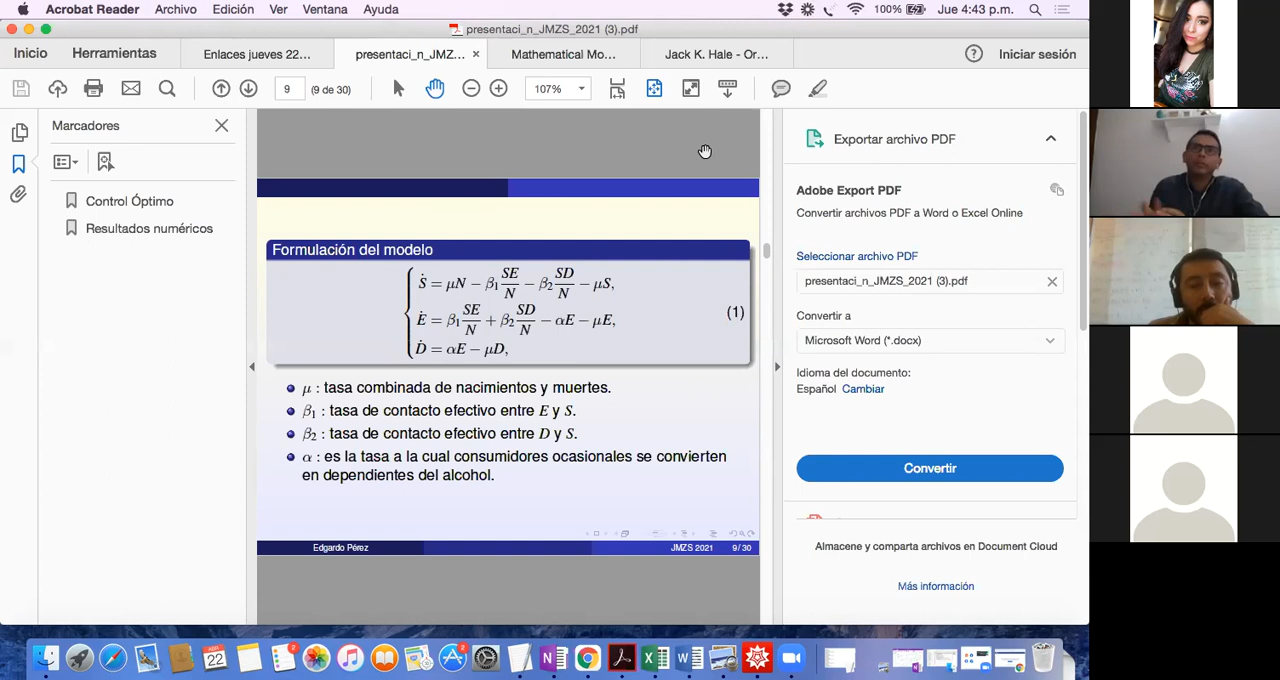 Acrobat Reader Archivo Edición Ver Ventana Ayuda 100% Jue 4:43 p.m.
presentaci_n_JMZS_2021 (3).pdf
Inicio Herramientas Enlaces jueves 22... presentaci_n_JMZ... × Mathematical Mo... Jack K. Hale - Or... Iniciar sesión
9 (9 de 30) 107%
Marcadores
Control Óptimo
Resultados numéricos
Formulación del modelo
Ṡ = μN − β₁ SE/N − β₂ SD/N − μS,
Ė = β₁ SE/N + β₂ SD/N − αE − μE, (1)
Ḋ = αE − μD,
μ : tasa combinada de nacimientos y muertes.
β₁ : tasa de contacto efectivo entre E y S.
β₂ : tasa de contacto efectivo entre D y S.
α : es la tasa a la cual consumidores ocasionales se convierten
en dependientes del alcohol.
Edgardo Pérez JMZS 2021 9/30
Exportar archivo PDF
Adobe Export PDF
Convertir archivos PDF a Word o Excel Online
Seleccionar archivo PDF
presentaci_n_JMZS_2021 (3).pdf
Convertir a
Microsoft Word (*.docx)
Idioma del documento:
Español Cambiar
Convertir
Almacene y comparta archivos en Document Cloud
Más información
ABR
22